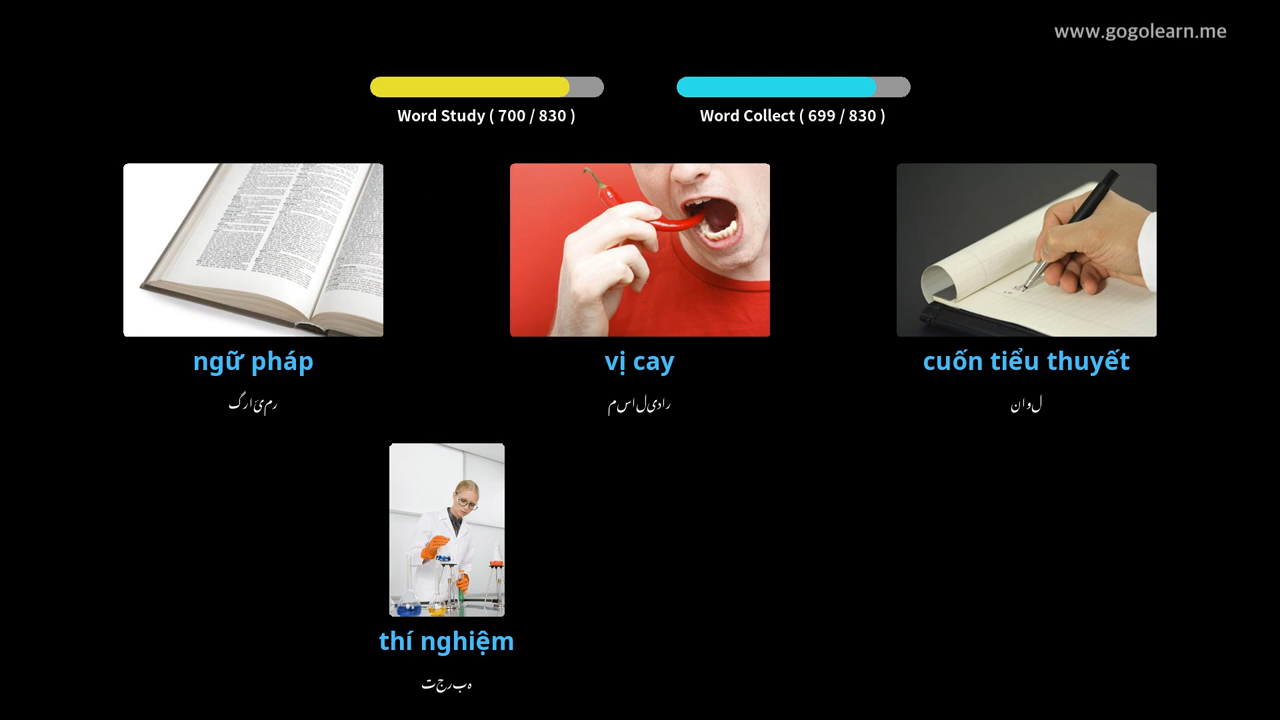 www.gogolearn.me
Word Study ( 700 / 830 )
Word Collect ( 699 / 830 )
ngữ pháp
گرائمر
vị cay
مسالیدار
cuốn tiểu thuyết
ناول
thí nghiệm
تجربہ